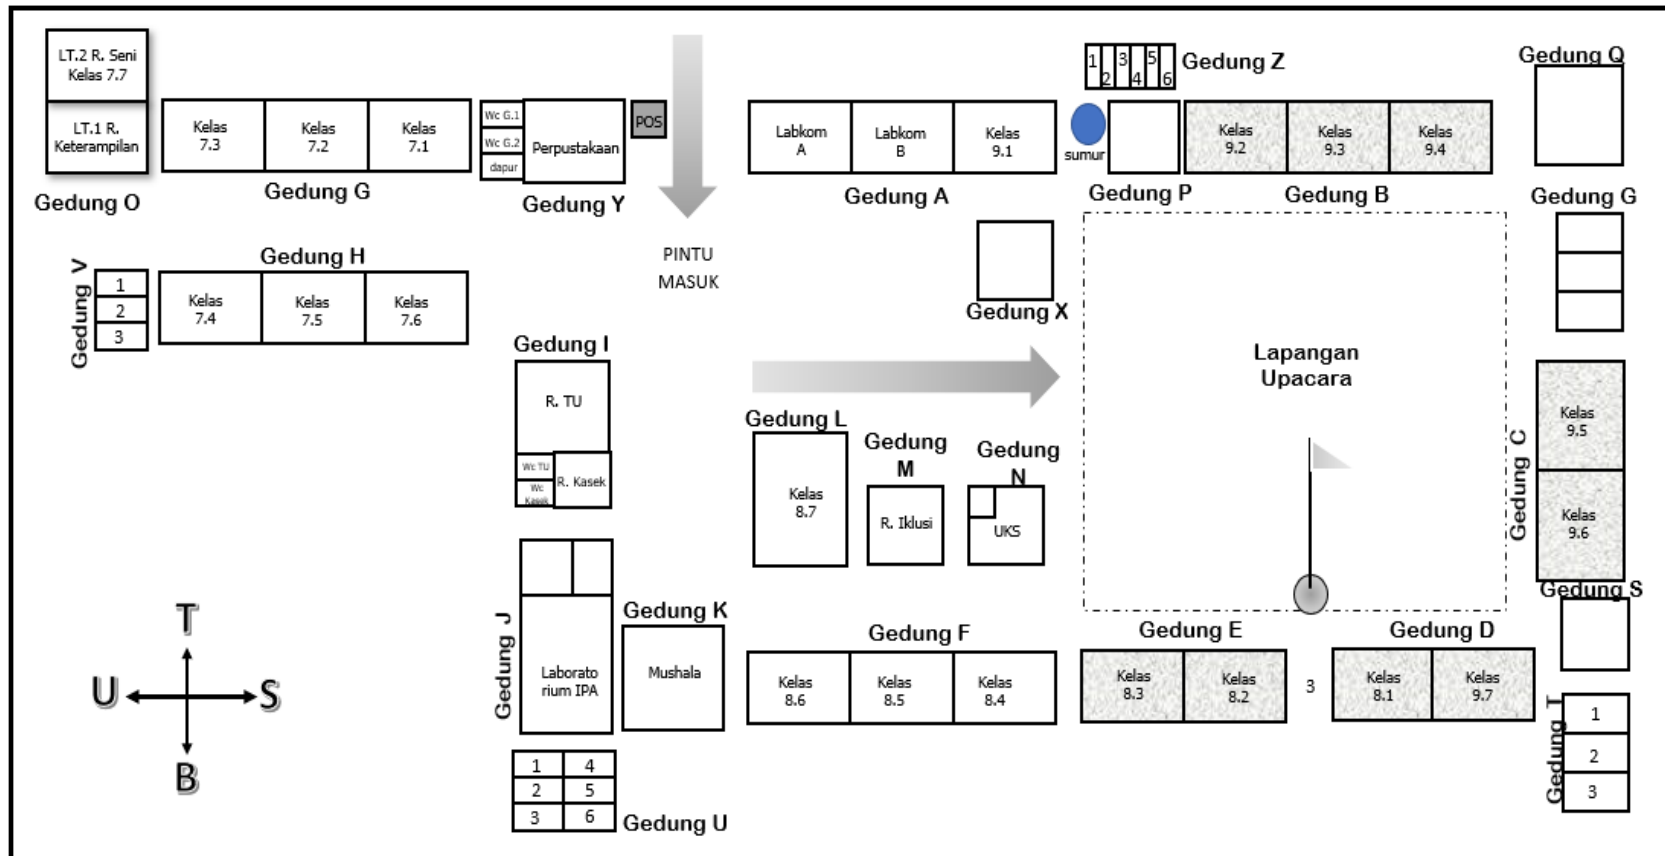 LT.2 R. Seni
Kelas 7.7
LT.1 R.
Keterampilan
Gedung O
Kelas
7.3
Kelas
7.2
Kelas
7.1
Gedung G
Wc G.1
Wc G.2
dapur
Perpustakaan
Gedung Y
POS
PINTU
MASUK
Labkom
A
Labkom
B
Kelas
9.1
Gedung A
sumur
1
2
3
4
5
6
Gedung Z
Gedung P
Kelas
9.2
Kelas
9.3
Kelas
9.4
Gedung B
Gedung Q
Gedung G
Gedung V
1
2
3
Gedung H
Kelas
7.4
Kelas
7.5
Kelas
7.6
Gedung X
Lapangan
Upacara
Gedung I
R. TU
Wc TU
Wc
Kasek
R. Kasek
Gedung L
Kelas
8.7
Gedung
M
R. Iklusi
Gedung
N
UKS
Gedung C
Kelas
9.5
Kelas
9.6
Gedung S
T
U
S
B
Gedung J
Laborato
rium IPA
Gedung K
Mushala
Gedung F
Kelas
8.6
Kelas
8.5
Kelas
8.4
Gedung E
Kelas
8.3
Kelas
8.2
3
Gedung D
Kelas
8.1
Kelas
9.7
Gedung T
1
2
3
1
4
2
5
3
6
Gedung U